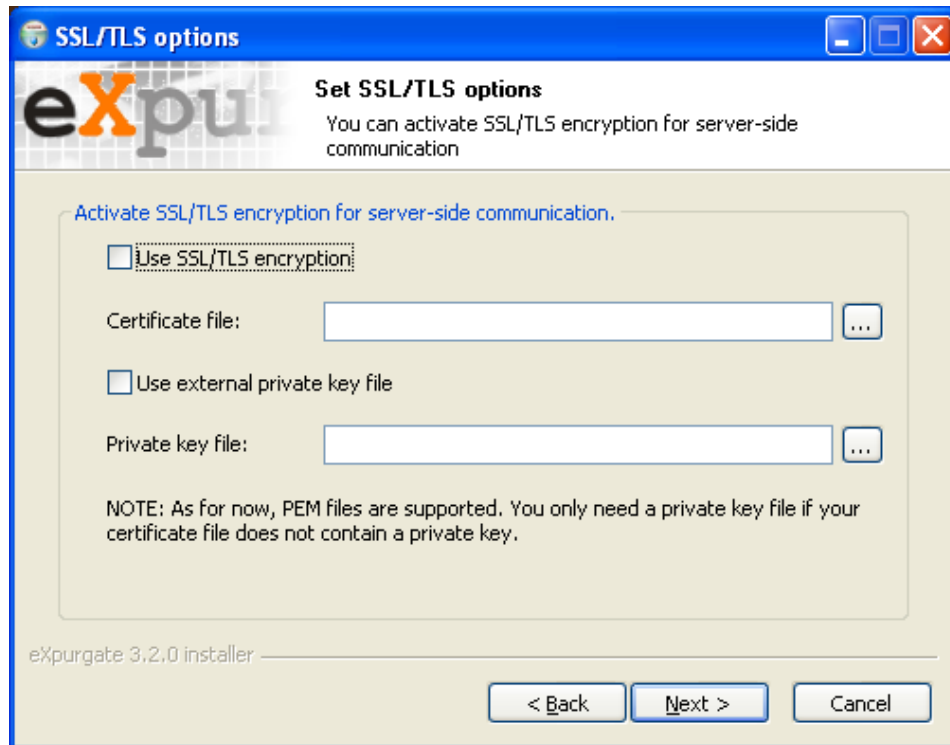 SSL/TLS options
eXpur
Set SSL/TLS options
You can activate SSL/TLS encryption for server-side
communication
Activate SSL/TLS encryption for server-side communication.
Use SSL/TLS encryption
Certificate file:
...
Use external private key file
Private key file:
...
NOTE: As for now, PEM files are supported. You only need a private key file if your
certificate file does not contain a private key.
eXpurgate 3.2.0 installer
< Back
Next >
Cancel